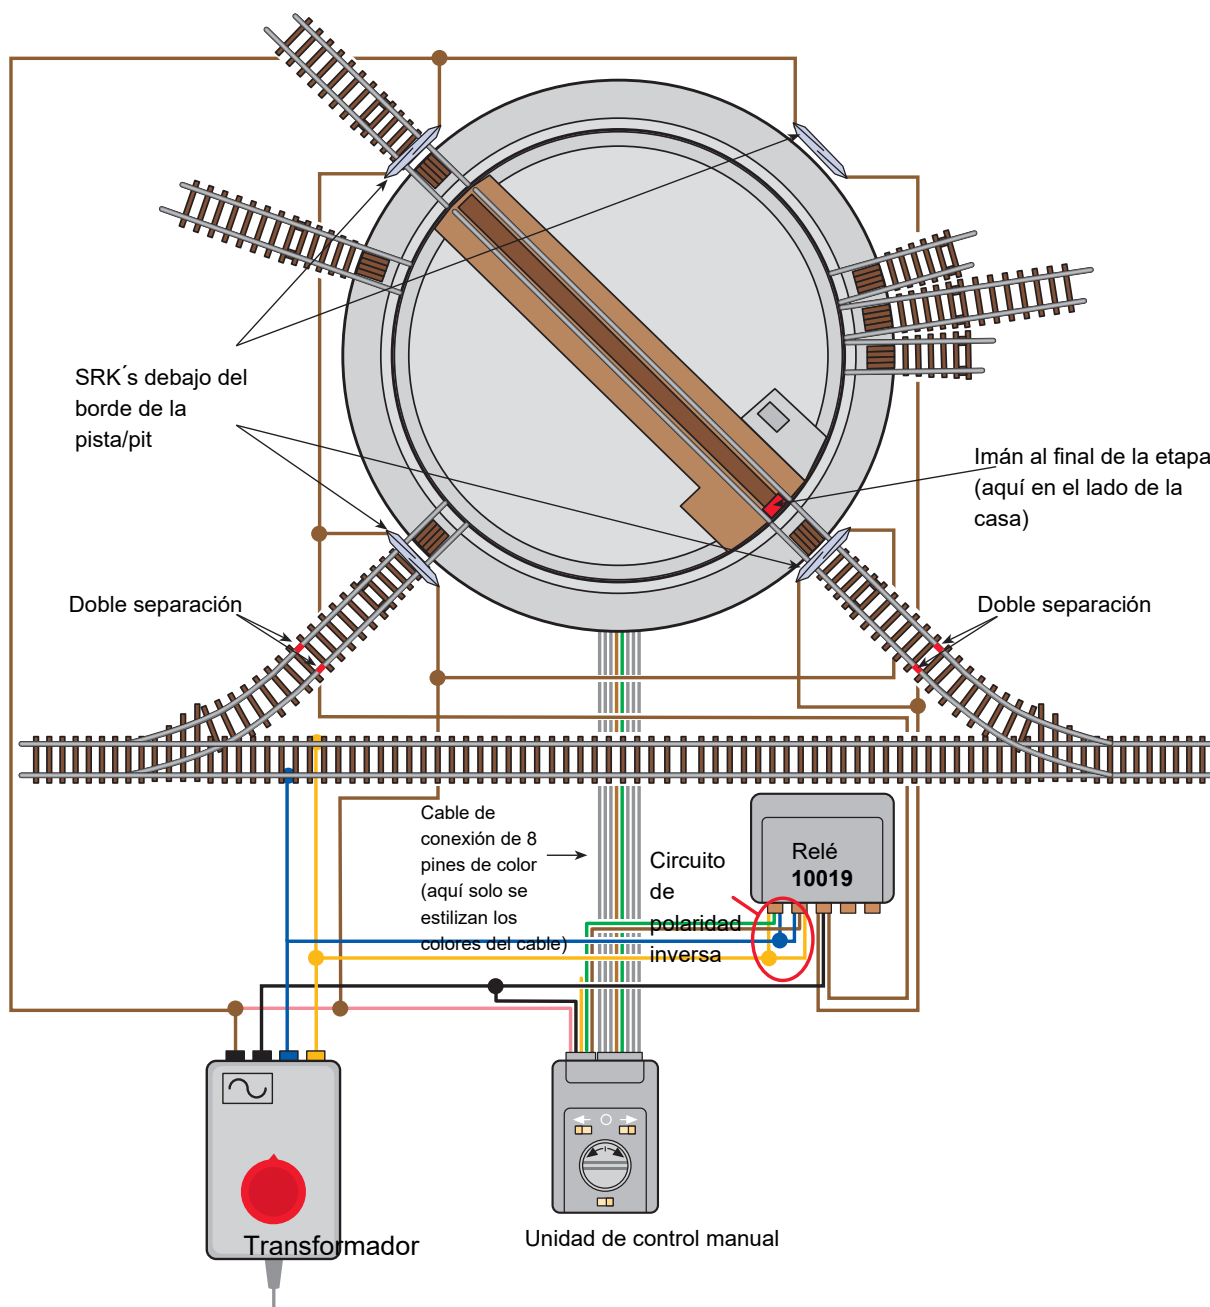 SRK´s debajo del
borde de la
pista/pit
Imán al final de la etapa
(aquí en el lado de la
casa)
Doble separación
Doble separación
Cable de
conexión de 8
pines de color
(aquí solo se
estilizan los
colores del cable)
Circuito
de
polaridad
inversa
Relé
10019
Transformador
Unidad de control manual